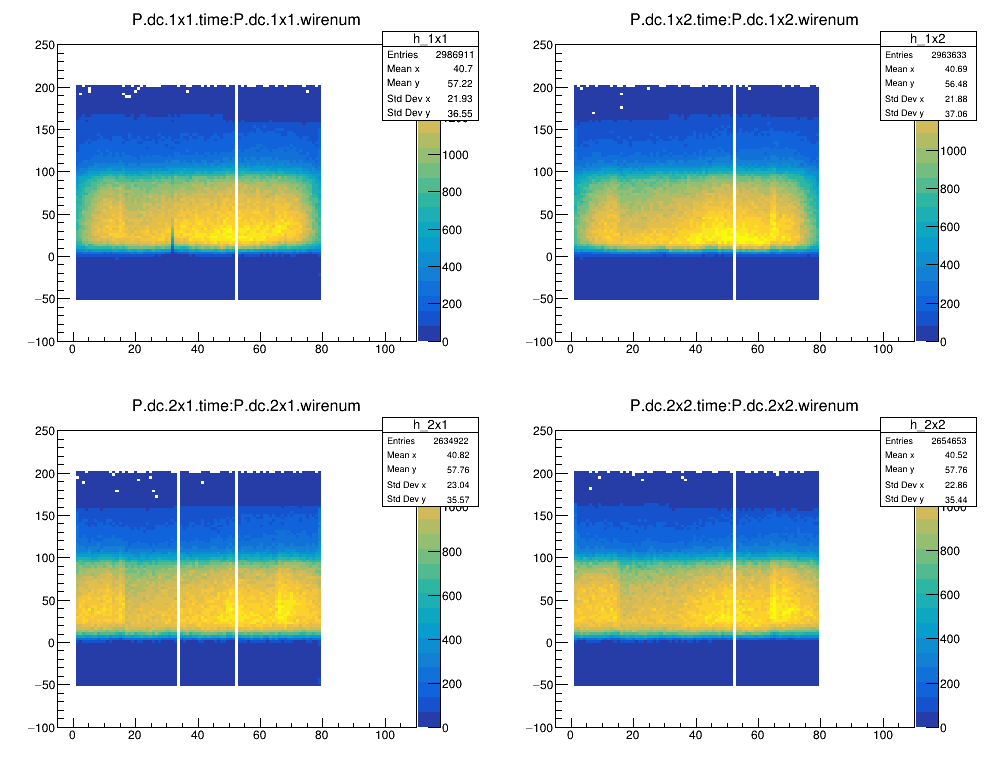 P.dc.1x1.time:P.dc.1x1.wirenum
h_1x1
Entries 2986911
Mean x 40.7
Mean y 57.22
Std Dev x 21.93
Std Dev y 36.55
250
200
150
100
50
0
−50
−100
0 20 40 60 80 100
1200
1000
800
600
400
200
0
P.dc.1x2.time:P.dc.1x2.wirenum
h_1x2
Entries 2963633
Mean x 40.69
Mean y 56.48
Std Dev x 21.88
Std Dev y 37.06
250
200
150
100
50
0
−50
−100
0 20 40 60 80 100
1000
800
600
400
200
0
P.dc.2x1.time:P.dc.2x1.wirenum
h_2x1
Entries 2634922
Mean x 40.82
Mean y 57.76
Std Dev x 23.04
Std Dev y 35.57
250
200
150
100
50
0
−50
−100
0 20 40 60 80 100
1000
800
600
400
200
0
P.dc.2x2.time:P.dc.2x2.wirenum
h_2x2
Entries 2654653
Mean x 40.52
Mean y 57.76
Std Dev x 22.86
Std Dev y 35.44
250
200
150
100
50
0
−50
−100
0 20 40 60 80 100
1000
800
600
400
200
0